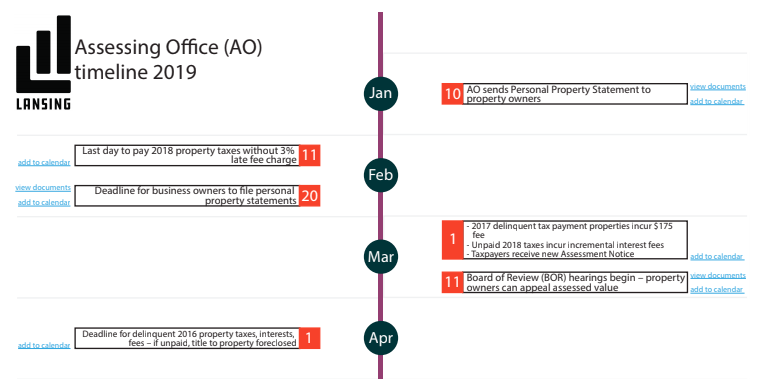 LANSING
Assessing Office (AO)
timeline 2019
Jan
10
AO sends Personal Property Statement to
property owners
view documents
add to calendar
Feb
Last day to pay 2018 property taxes without 3%
late fee charge
11
add to calendar
Deadline for business owners to file personal
property statements
20
view documents
add to calendar
Mar
1
- 2017 delinquent tax payment properties incur $175
fee
- Unpaid 2018 taxes incur incremental interest fees
- Taxpayers receive new Assessment Notice
add to calendar
11
Board of Review (BOR) hearings begin – property
owners can appeal assessed value
view documents
add to calendar
Apr
Deadline for delinquent 2016 property taxes, interests,
fees – if unpaid, title to property foreclosed
1
add to calendar